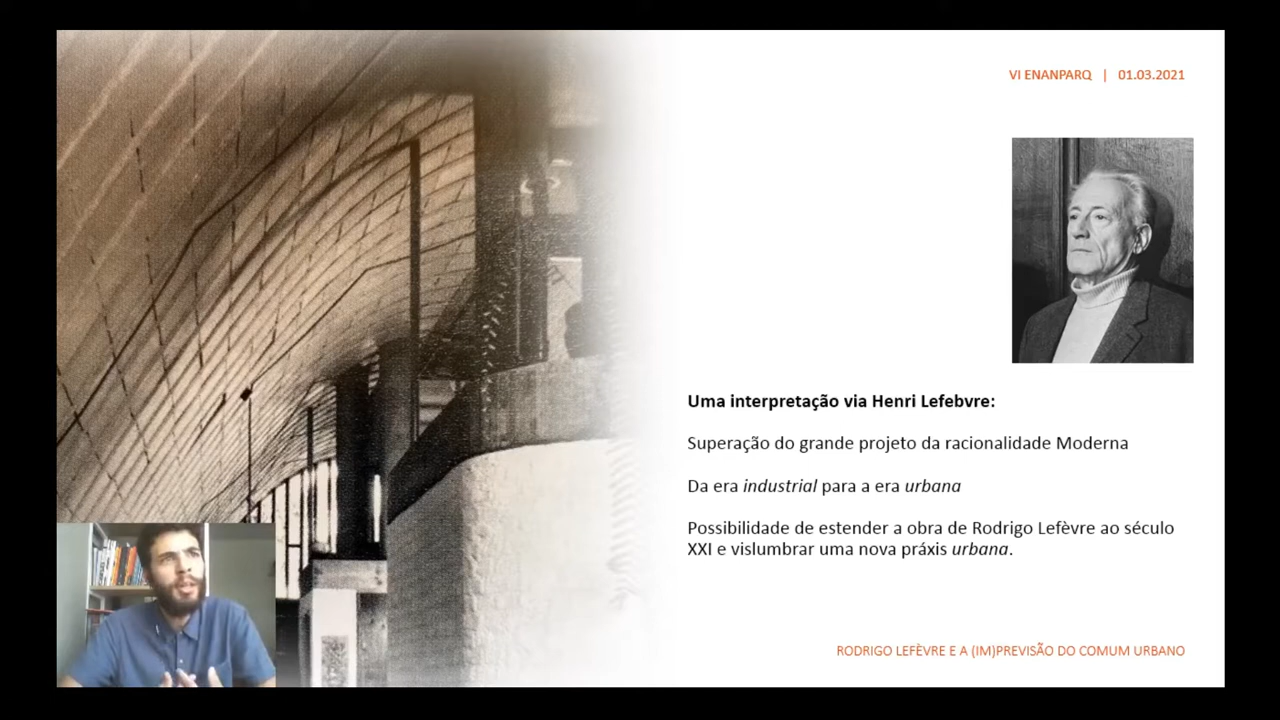 VI ENANPARQ | 01.03.2021
Uma interpretação via Henri Lefebvre:
Superação do grande projeto da racionalidade Moderna
Da era industrial para a era urbana
Possibilidade de estender a obra de Rodrigo Lefèvre ao século
XXI e vislumbrar uma nova práxis urbana.
RODRIGO LEFÈVRE E A (IM)PREVISÃO DO COMUM URBANO